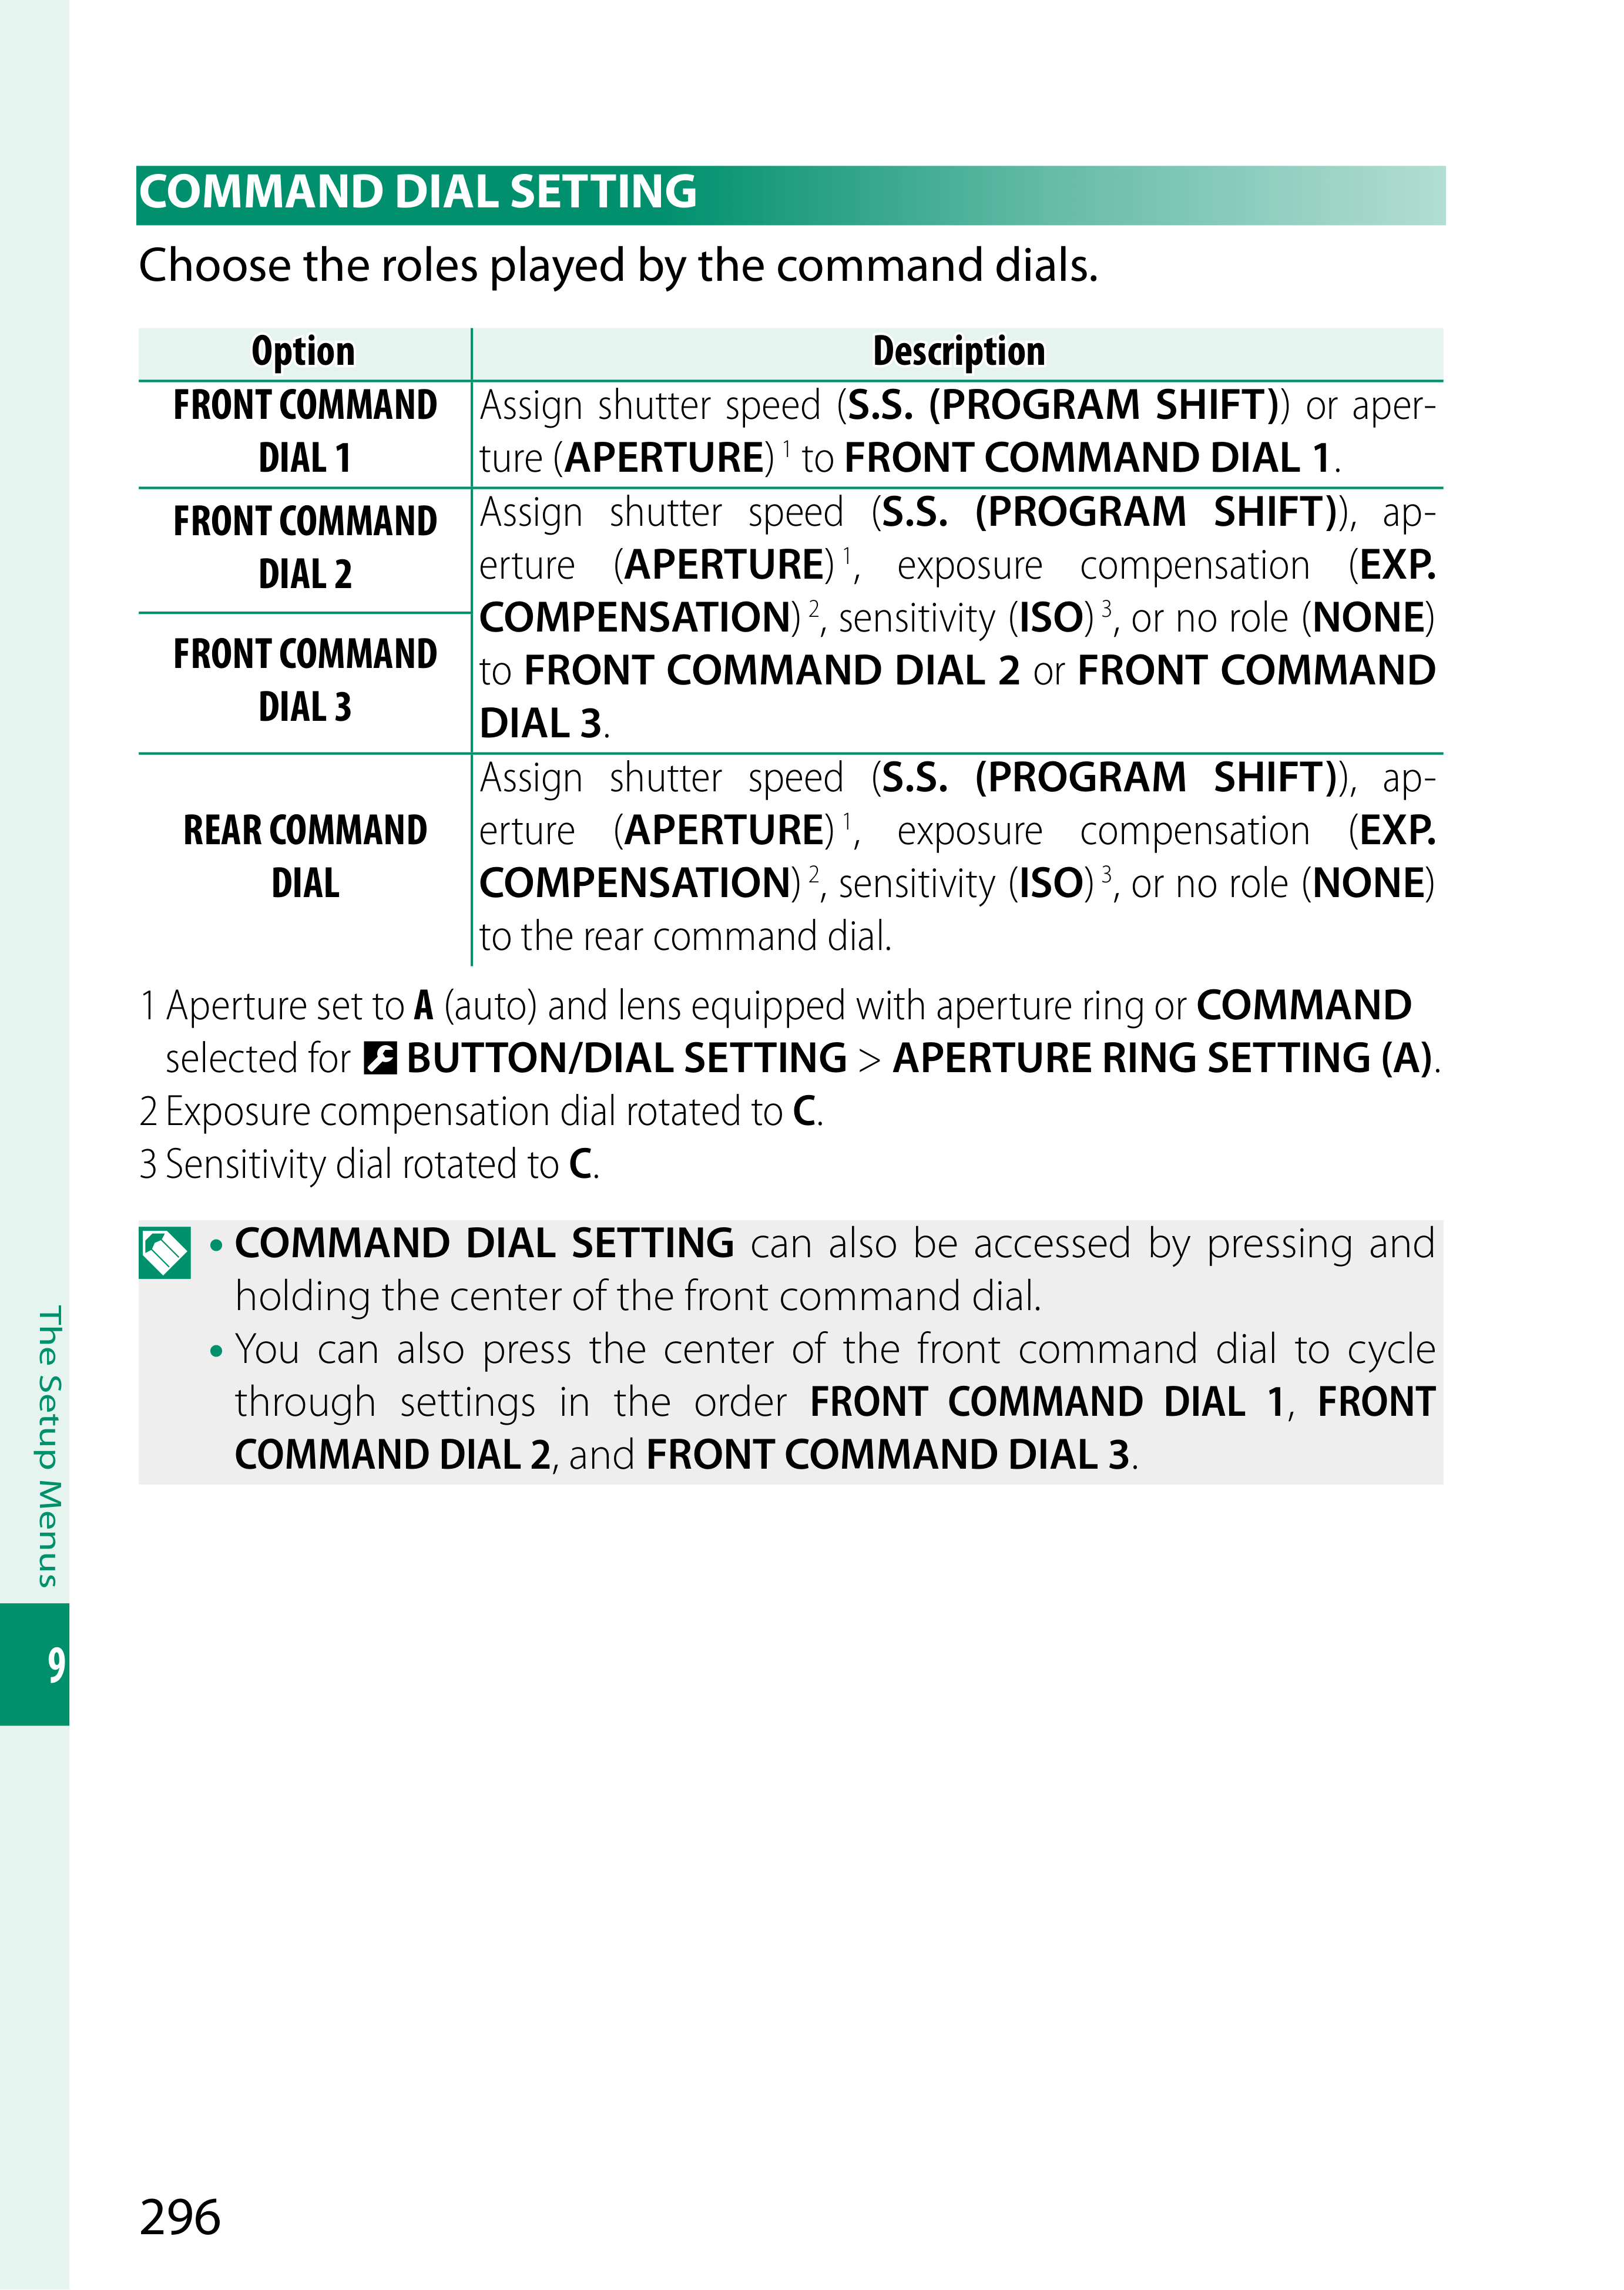 COMMAND DIAL SETTING
Choose the roles played by the command dials.
Option
Description
FRONT COMMAND
DIAL 1
Assign shutter speed (S.S. (PROGRAM SHIFT)) or aper-
ture (APERTURE) 1 to FRONT COMMAND DIAL 1.
FRONT COMMAND
DIAL 2
FRONT COMMAND
DIAL 3
Assign shutter speed (S.S. (PROGRAM SHIFT)), ap-
erture (APERTURE) 1, exposure compensation (EXP.
COMPENSATION) 2, sensitivity (ISO) 3, or no role (NONE)
to FRONT COMMAND DIAL 2 or FRONT COMMAND
DIAL 3.
REAR COMMAND
DIAL
Assign shutter speed (S.S. (PROGRAM SHIFT)), ap-
erture (APERTURE) 1, exposure compensation (EXP.
COMPENSATION) 2, sensitivity (ISO) 3, or no role (NONE)
to the rear command dial.
1 Aperture set to A (auto) and lens equipped with aperture ring or COMMAND
selected for BUTTON/DIAL SETTING > APERTURE RING SETTING (A).
2 Exposure compensation dial rotated to C.
3 Sensitivity dial rotated to C.
• COMMAND DIAL SETTING can also be accessed by pressing and
holding the center of the front command dial.
• You can also press the center of the front command dial to cycle
through settings in the order FRONT COMMAND DIAL 1, FRONT
COMMAND DIAL 2, and FRONT COMMAND DIAL 3.
The Setup Menus
9
296